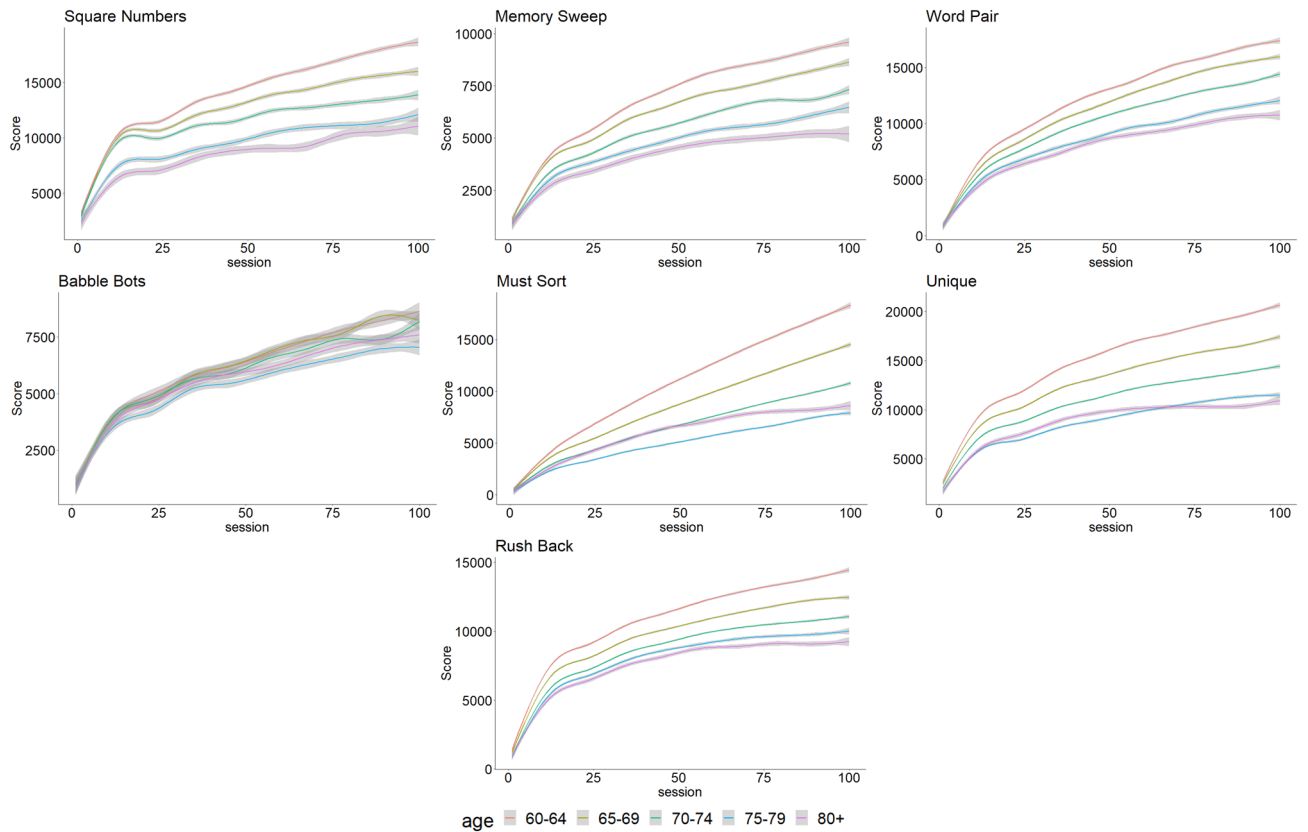 Square Numbers
Memory Sweep
Word Pair
Score
15000
10000
5000
0
25
50
75
100
session
Score
10000
7500
5000
2500
0
25
50
75
100
session
Score
15000
10000
5000
0
0
25
50
75
100
session
Babble Bots
Must Sort
Unique
Score
7500
5000
2500
0
25
50
75
100
session
Score
15000
10000
5000
0
0
25
50
75
100
session
Score
20000
15000
10000
5000
0
25
50
75
100
session
Rush Back
Score
15000
10000
5000
0
0
25
50
75
100
session
age 60-64 65-69 70-74 75-79 80+